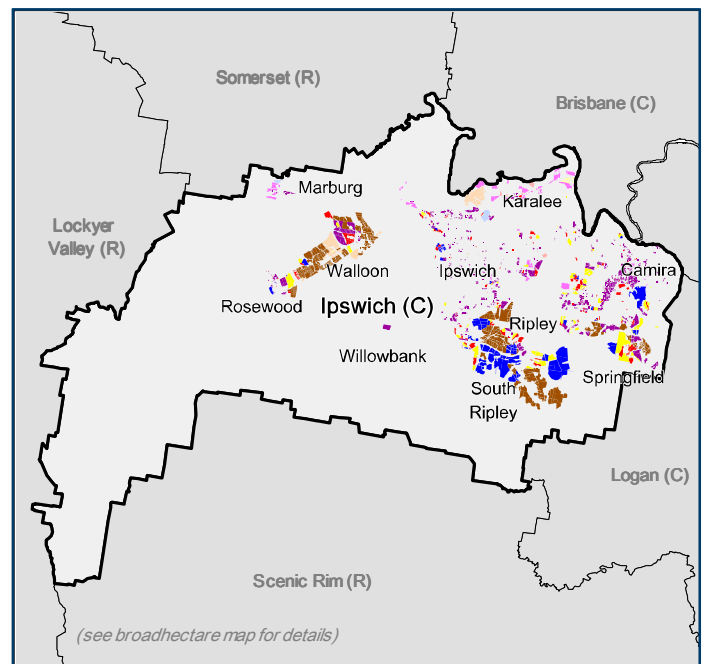 Somerset (R)
Brisbane (C)
Marburg
Karalee
Lockyer
Valley (R)
Walloon
Ipswich
Camira
Rosewood
Ipswich (C)
Ripley
Willowbank
Springfield
South
Ripley
Logan (C)
Scenic Rim (R)
(see broadhectare map for details)